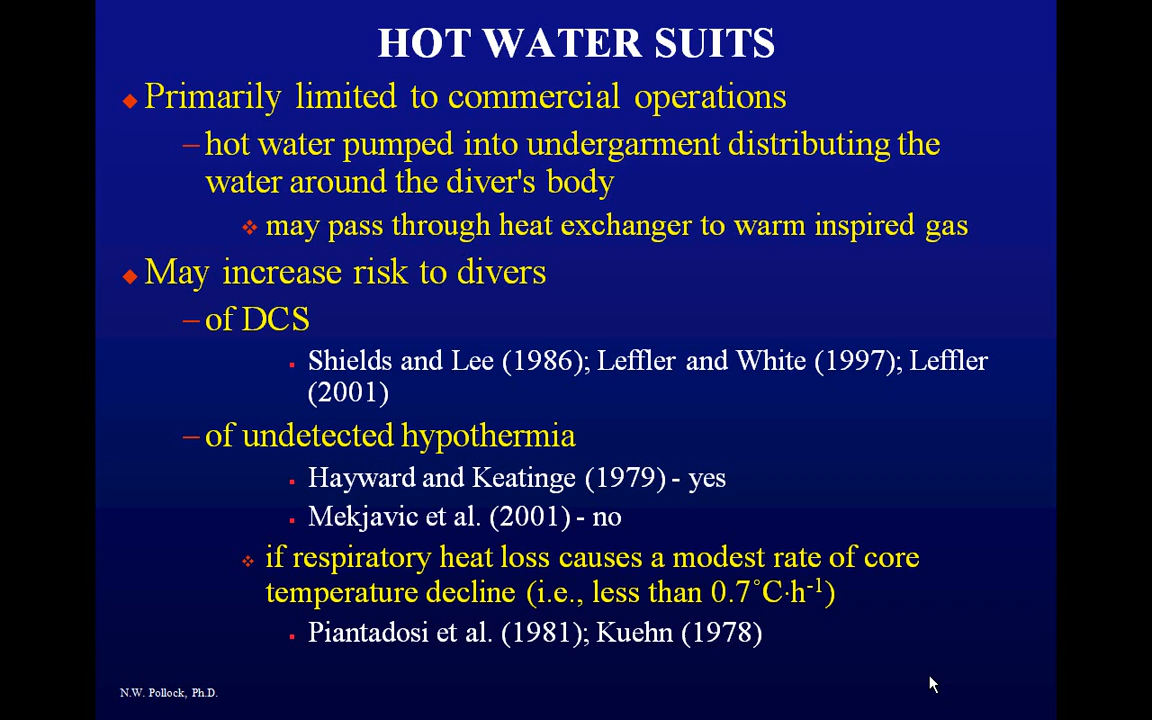 HOT WATER SUITS
Primarily limited to commercial operations
–hot water pumped into undergarment distributing the
water around the diver's body
may pass through heat exchanger to warm inspired gas
May increase risk to divers
–of DCS
Shields and Lee (1986); Leffler and White (1997); Leffler
(2001)
–of undetected hypothermia
Hayward and Keatinge (1979) - yes
Mekjavic et al. (2001) - no
if respiratory heat loss causes a modest rate of core
temperature decline (i.e., less than 0.7˚C·h⁻¹)
Piantadosi et al. (1981); Kuehn (1978)
N.W. Pollock, Ph.D.